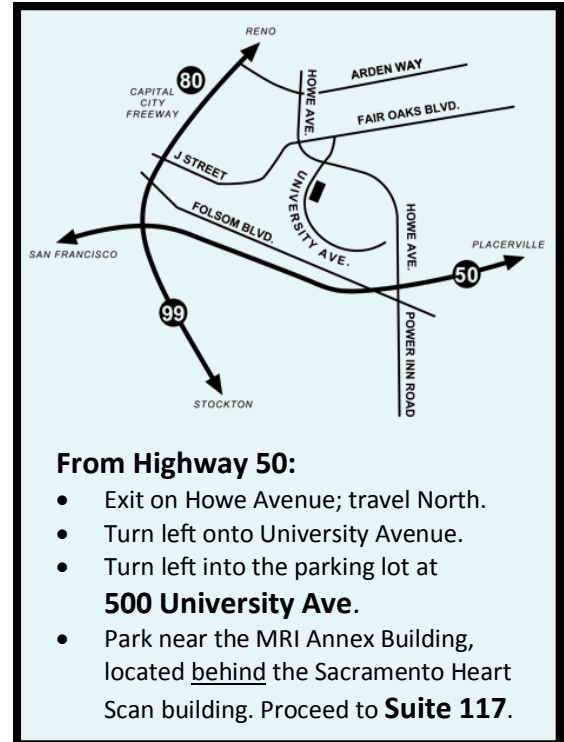 RENO
80
CAPITAL
CITY
FREEWAY
HOWE AVE.
ARDEN WAY
FAIR OAKS BLVD.
J STREET
UNIVERSITY AVE.
FOLSOM BLVD.
HOWE AVE.
PLACERVILLE
SAN FRANCISCO
50
99
POWER INN ROAD
STOCKTON
From Highway 50:
• Exit on Howe Avenue; travel North.
• Turn left onto University Avenue.
• Turn left into the parking lot at
500 University Ave.
• Park near the MRI Annex Building,
located behind the Sacramento Heart
Scan building. Proceed to Suite 117.